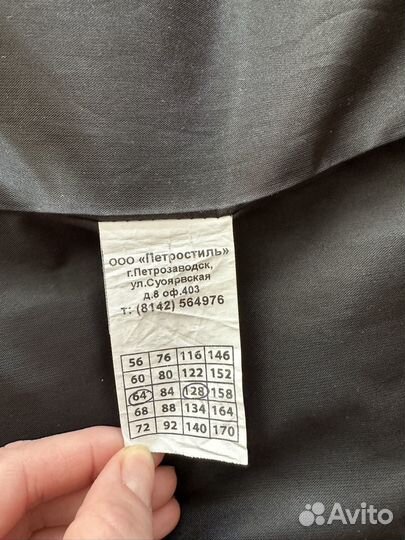 ООО «Петростиль»
г.Петрозаводск,
ул.Суоярвская
д.8 оф.403
т: (8142) 564976
56 76 116 146
60 80 122 152
64 84 128 158
68 88 134 164
72 92 140 170
Avito